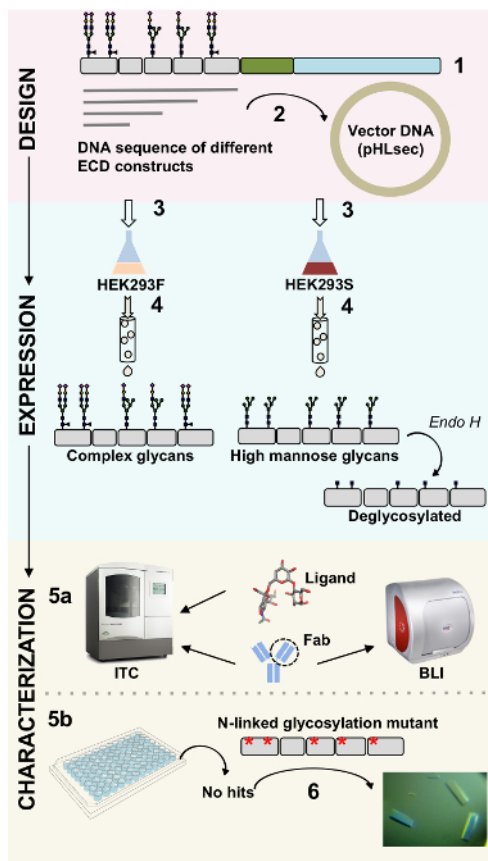 DESIGN
1
2
DNA sequence of different
ECD constructs
Vector DNA
(pHLsec)
EXPRESSION
3
3
HEK293F
HEK293S
4
4
Complex glycans
High mannose glycans
Endo H
Deglycosylated
CHARACTERIZATION
5a
Ligand
Fab
ITC
BLI
5b
N-linked glycosylation mutant
* * * * *
No hits
6